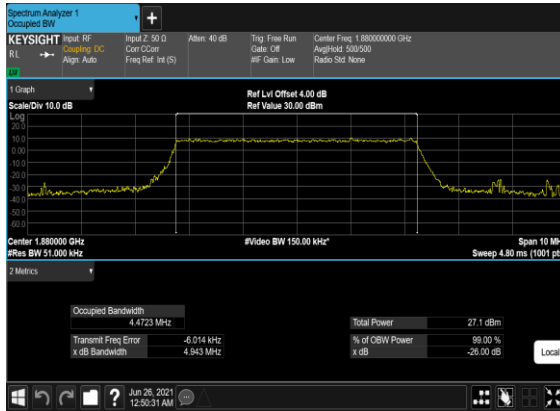 Spectrum Analyzer 1
Occupied BW
KEYSIGHT
RL
Input: RF
Coupling: DC
Align: Auto
Input Z: 50 Ω
Corr CCorr
Freq Ref: Int (S)
Atten: 40 dB
Trig: Free Run
Gate: Off
#IF Gain: Low
Center Freq: 1.880000000 GHz
Avg|Hold: 500/500
Radio Std: None
1 Graph
Scale/Div 10.0 dB
Ref Lvl Offset 4.00 dB
Ref Value 30.00 dBm
Log
20.0
10.0
0.00
-10.0
-20.0
-30.0
-40.0
-50.0
-60.0
Center 1.880000 GHz
#Res BW 51.000 kHz
#Video BW 150.00 kHz*
Span 10 MH
Sweep 4.80 ms (1001 pt
2 Metrics
Occupied Bandwidth
4.4723 MHz
Transmit Freq Error -6.014 kHz
x dB Bandwidth 4.943 MHz
Total Power 27.1 dBm
% of OBW Power 99.00 %
x dB -26.00 dB
Local
?
Jun 26, 2021
12:50:31 AM